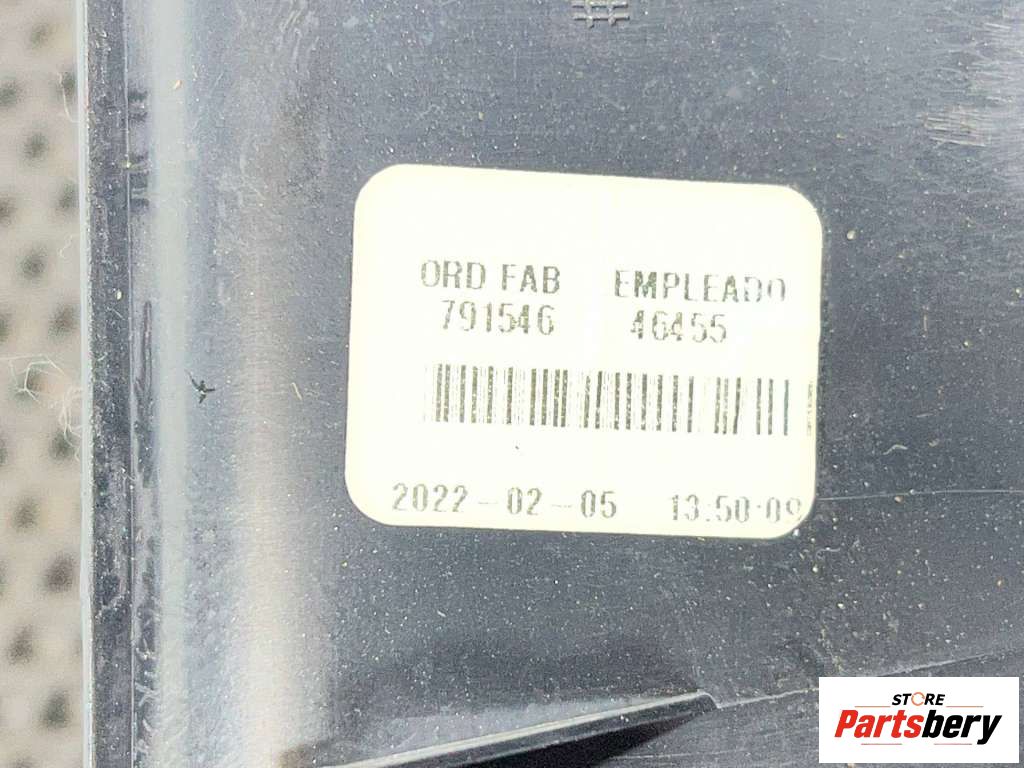 ORD FAB EMPLEADO
791546 46455
2022-02-05 13:50:09
STORE
Partsbery